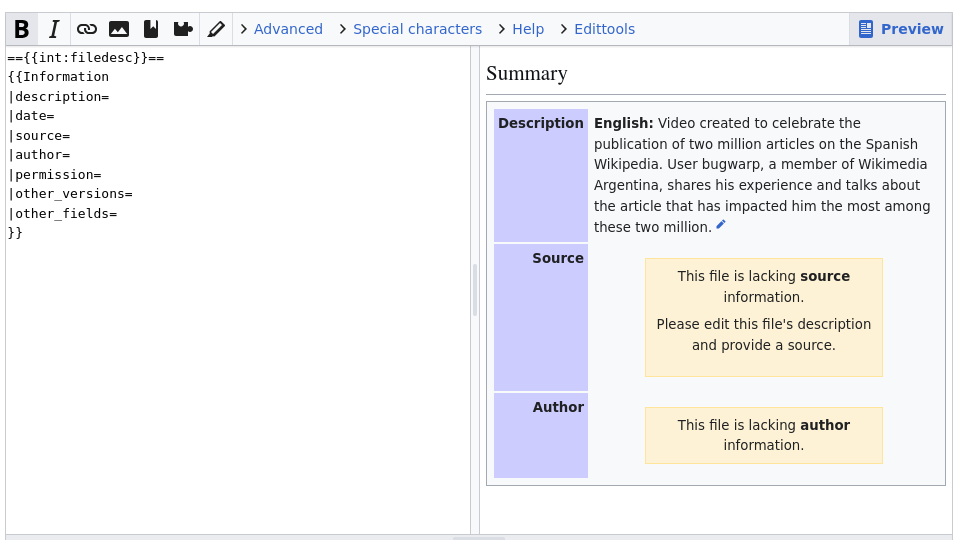 B I Advanced Special characters Help Edittools Preview
=={{int:filedesc}}==
{{Information
|description=
|date=
|source=
|author=
|permission=
|other_versions=
|other_fields=
}}
Summary
Description
English: Video created to celebrate the
publication of two million articles on the Spanish
Wikipedia. User bugwarp, a member of Wikimedia
Argentina, shares his experience and talks about
the article that has impacted him the most among
these two million.
Source
This file is lacking source
information.
Please edit this file's description
and provide a source.
Author
This file is lacking author
information.